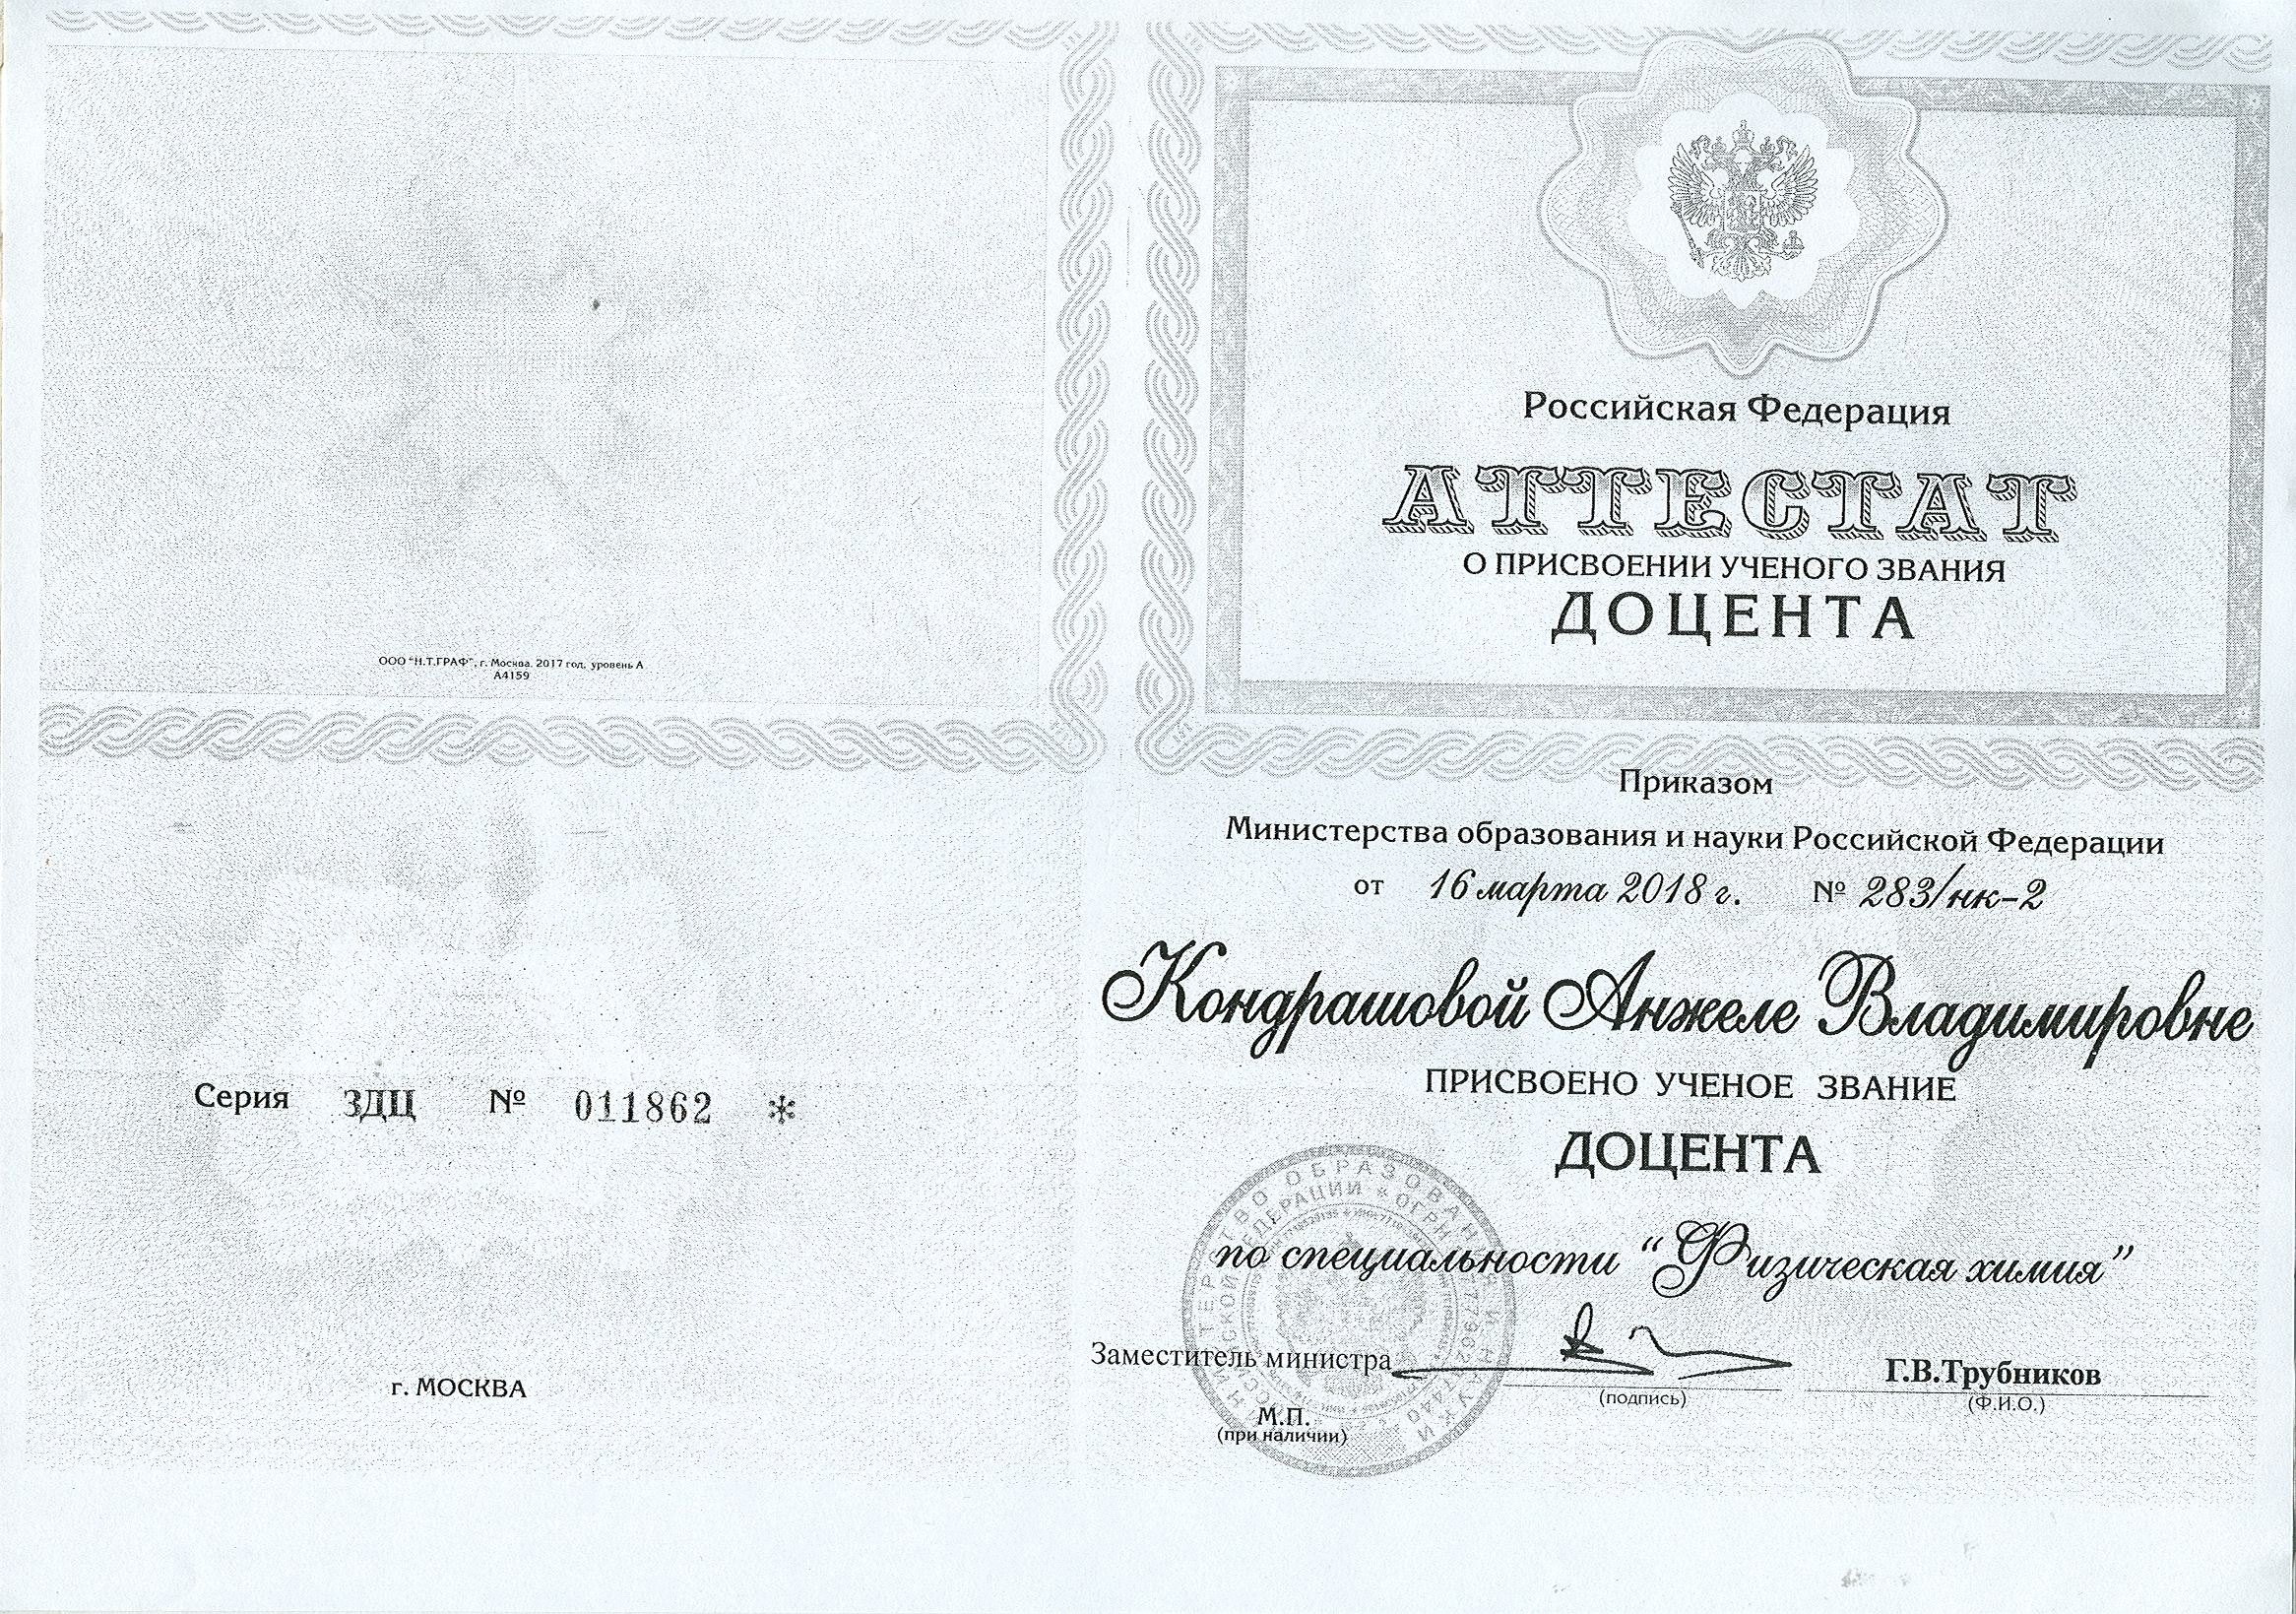 ООО "Н.Т.ГРАФ", г. Москва, 2017 год, уровень А
А4159
Российская Федерация
АТТЕСТАТ
О ПРИСВОЕНИИ УЧЕНОГО ЗВАНИЯ
ДОЦЕНТА
Серия ЗДЦ № 011862 *
г. МОСКВА
Приказом
Министерства образования и науки Российской Федерации
от 16 марта 2018 г. № 283/нк-2
Кондрашовой Анжеле Владимировне
ПРИСВОЕНО УЧЕНОЕ ЗВАНИЕ
ДОЦЕНТА
по специальности “Физическая химия”
Заместитель министра
Г.В.Трубников
(подпись)
(Ф.И.О.)
М.П.
(при наличии)